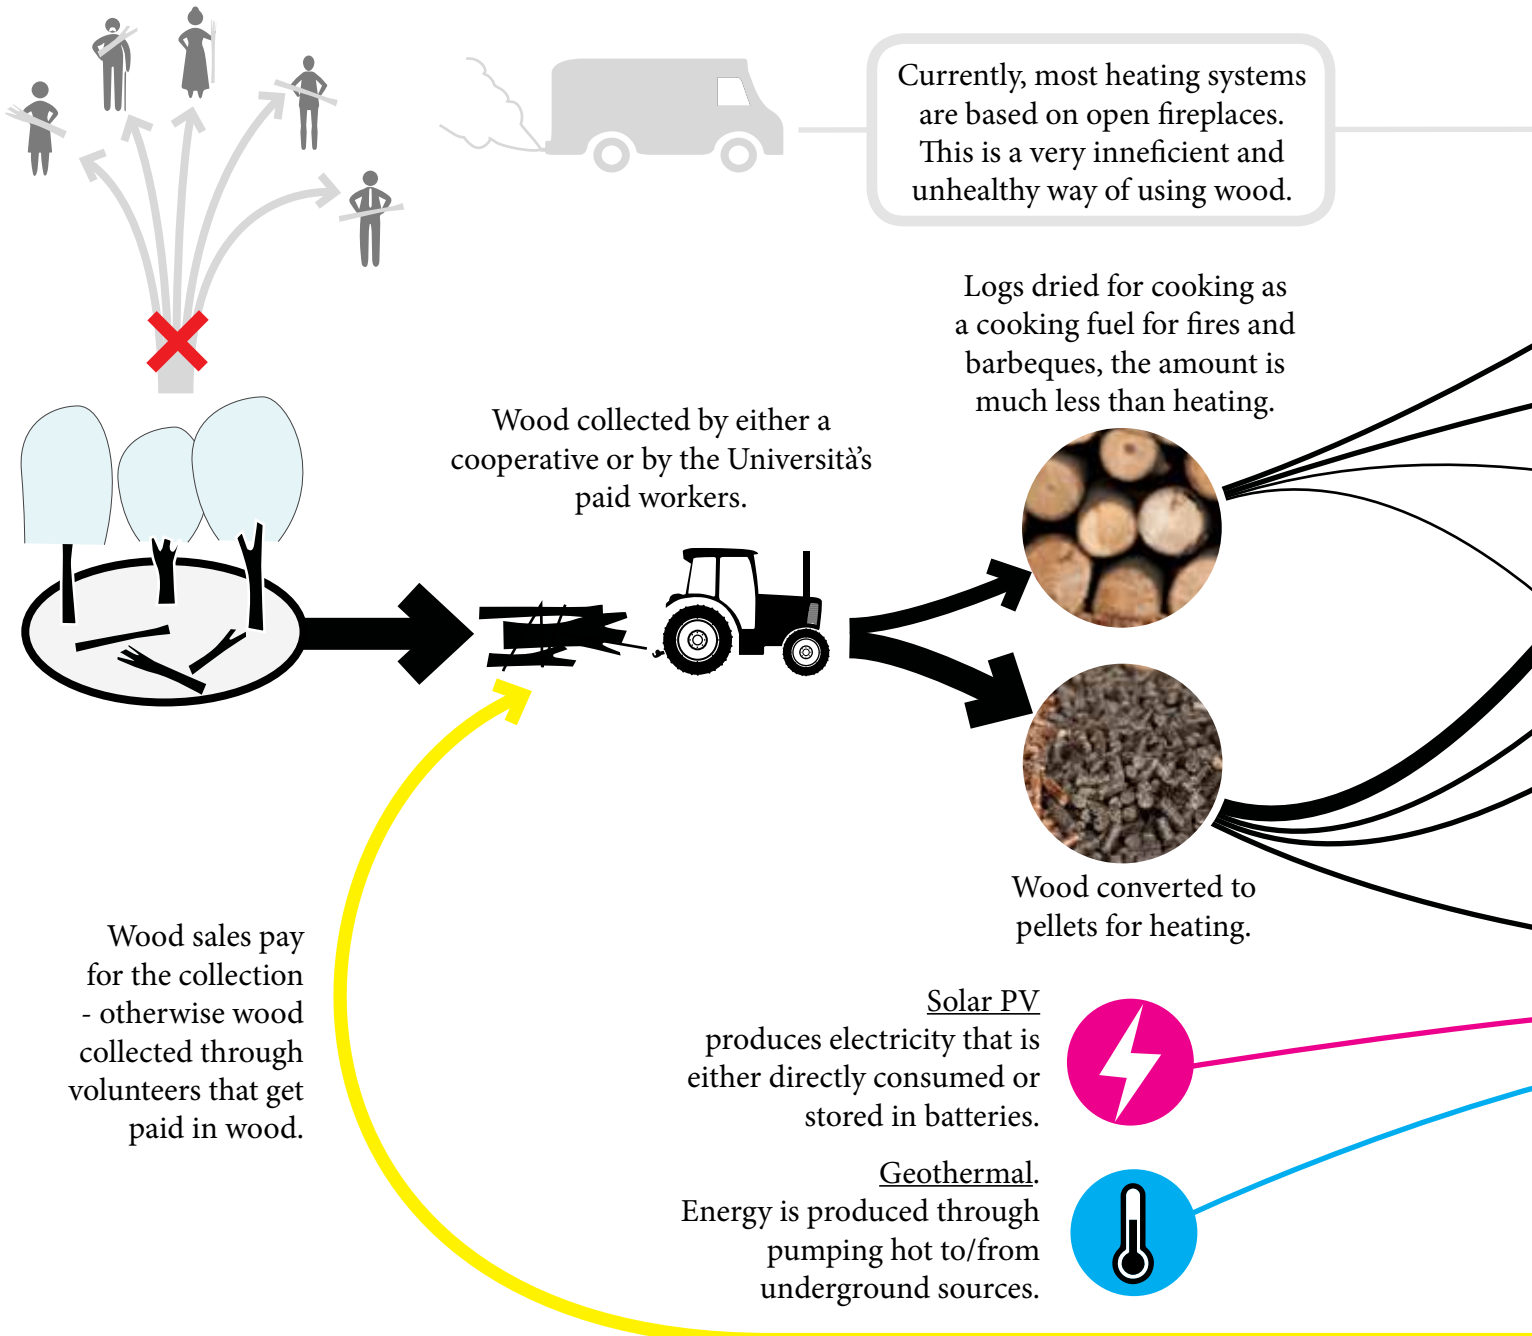 Currently, most heating systems
are based on open fireplaces.
This is a very inneficient and
unhealthy way of using wood.
Logs dried for cooking as
a cooking fuel for fires and
barbeques, the amount is
much less than heating.
Wood collected by either a
cooperative or by the Università's
paid workers.
Wood converted to
pellets for heating.
Wood sales pay
for the collection
- otherwise wood
collected through
volunteers that get
paid in wood.
Solar PV
produces electricity that is
either directly consumed or
stored in batteries.
Geothermal.
Energy is produced through
pumping hot to/from
underground sources.